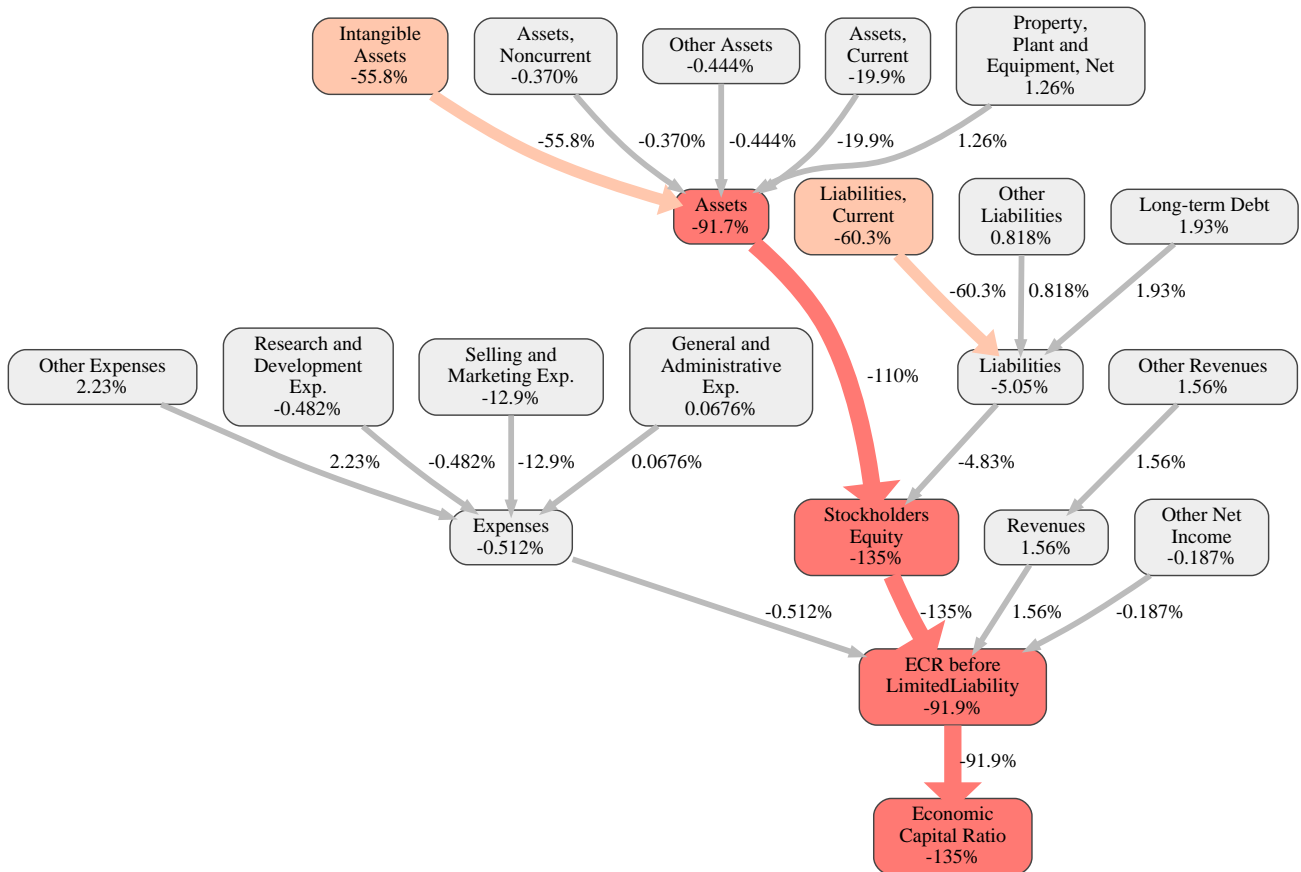 Intangible
Assets
-55.8%
Assets,
Noncurrent
-0.370%
Other Assets
-0.444%
Assets,
Current
-19.9%
Property,
Plant and
Equipment, Net
1.26%
-55.8%
-0.370%
-0.444%
-19.9%
1.26%
Assets
-91.7%
Liabilities,
Current
-60.3%
Other
Liabilities
0.818%
Long-term Debt
1.93%
-60.3%
0.818%
1.93%
Other Expenses
2.23%
Research and
Development
Exp.
-0.482%
Selling and
Marketing Exp.
-12.9%
General and
Administrative
Exp.
0.0676%
-110%
Liabilities
-5.05%
Other Revenues
1.56%
2.23%
-0.482%
-12.9%
0.0676%
-4.83%
1.56%
Expenses
-0.512%
Stockholders
Equity
-135%
Revenues
1.56%
Other Net
Income
-0.187%
-0.512%
-135%
1.56%
-0.187%
ECR before
LimitedLiability
-91.9%
-91.9%
Economic
Capital Ratio
-135%